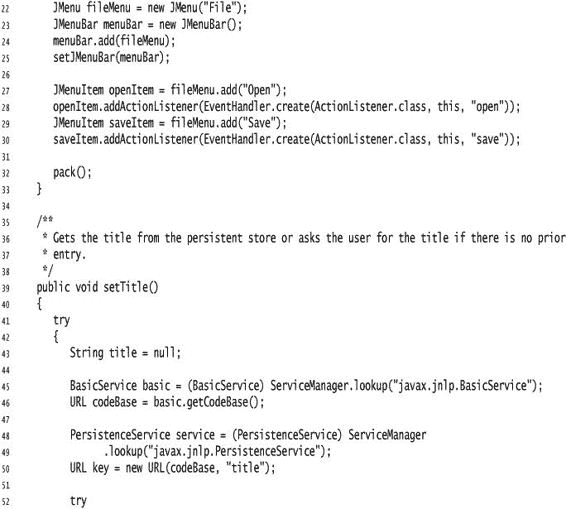 22 JMenu fileMenu = new JMenu("File");
23 JMenuBar menuBar = new JMenuBar();
24 menuBar.add(fileMenu);
25 setJMenuBar(menuBar);
26
27 JMenuItem openItem = fileMenu.add("Open");
28 openItem.addActionListener(EventHandler.create(ActionListener.class, this, "open"));
29 JMenuItem saveItem = fileMenu.add("Save");
30 saveItem.addActionListener(EventHandler.create(ActionListener.class, this, "save"));
31
32 pack();
33 }
34
35 /**
36 * Gets the title from the persistent store or asks the user for the title if there is no prior
37 * entry.
38 */
39 public void setTitle()
40 {
41 try
42 {
43 String title = null;
44
45 BasicService basic = (BasicService) ServiceManager.lookup("javax.jnlp.BasicService");
46 URL codeBase = basic.getCodeBase();
47
48 PersistenceService service = (PersistenceService) ServiceManager
49 .lookup("javax.jnlp.PersistenceService");
50 URL key = new URL(codeBase, "title");
51
52 try